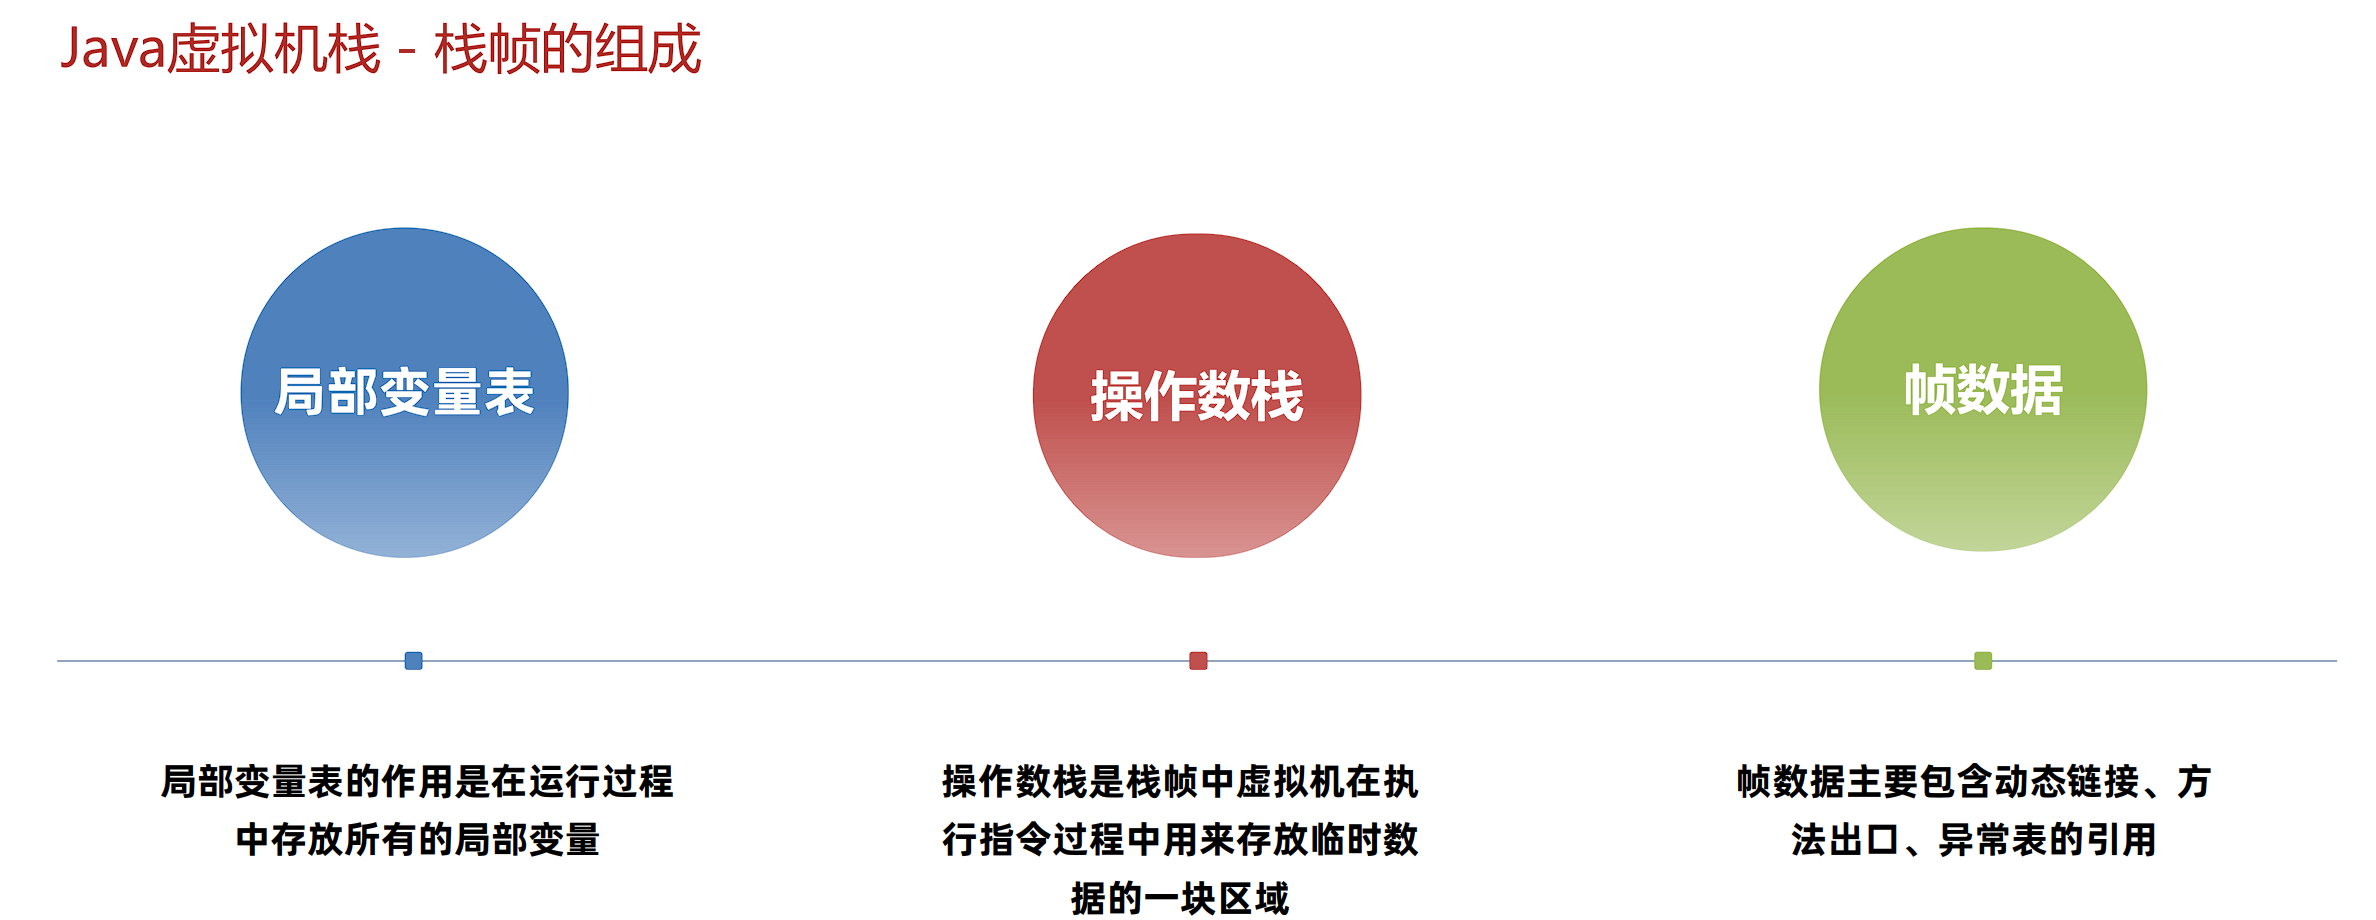 Java虚拟机栈 - 栈帧的组成
局部变量表
操作数栈
帧数据
局部变量表的作用是在运行过程
中存放所有的局部变量
操作数栈是栈帧中虚拟机在执
行指令过程中用来存放临时数
据的一块区域
帧数据主要包含动态链接、方
法出口、异常表的引用